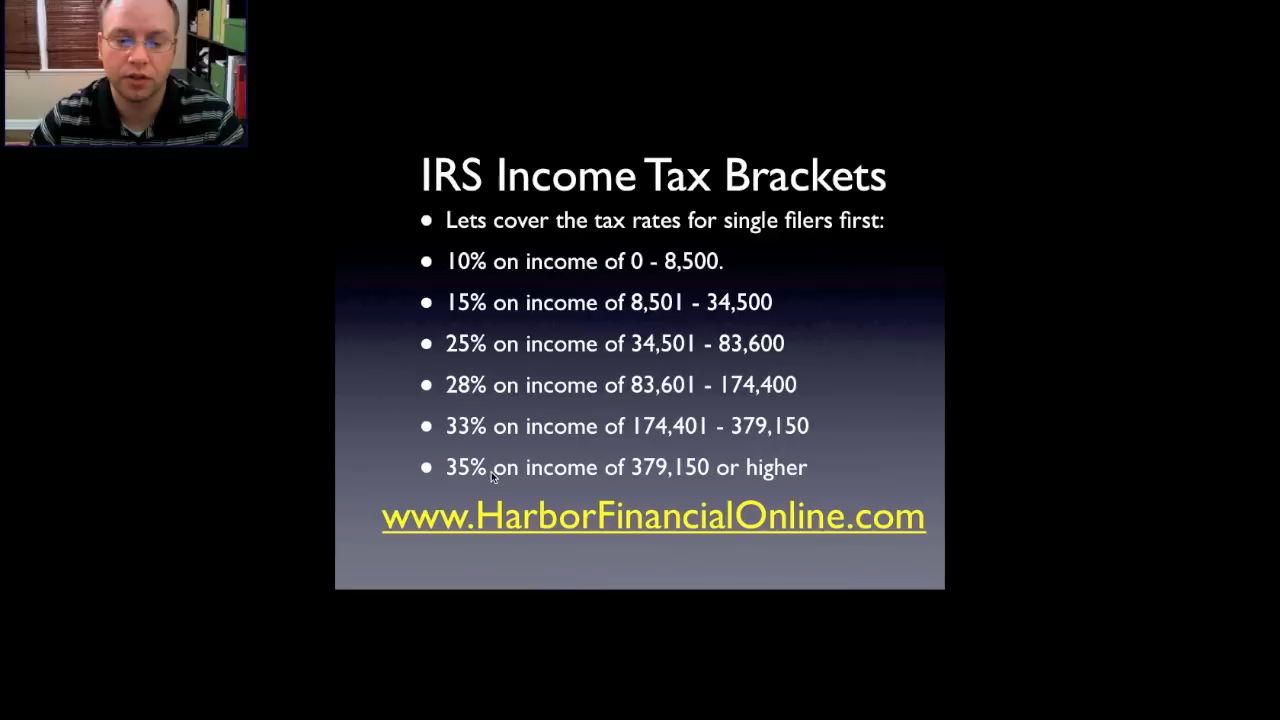 IRS Income Tax Brackets
• Lets cover the tax rates for single filers first:
• 10% on income of 0 - 8,500.
• 15% on income of 8,501 - 34,500
• 25% on income of 34,501 - 83,600
• 28% on income of 83,601 - 174,400
• 33% on income of 174,401 - 379,150
• 35% on income of 379,150 or higher
www.HarborFinancialOnline.com